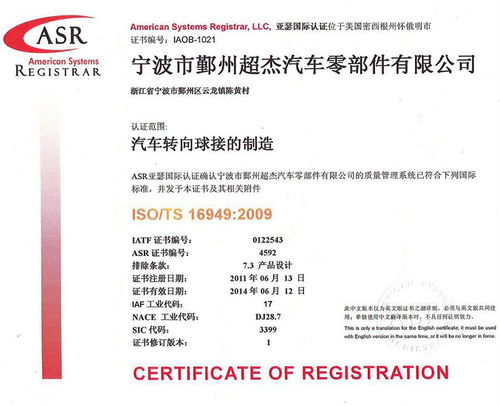 ASR
American Systems
REGISTRAR
American Systems Registrar, LLC, 亚瑟国际认证位于美国密西根州怀俄明市
证书编号: IAOB-1021
宁波市鄞州超杰汽车零部件有限公司
浙江省宁波市鄞州区云龙镇陈黄村
认证范围:
汽车转向球接的制造
ASR亚瑟国际认证确认宁波市鄞州超杰汽车零部件有限公司的质量管理系统已符合下列国际
标准，并发予本证书及其相关附件
ISO/TS 16949:2009
IATF 证书编号: 0122543
ASR 证书编号: 4592
排除条款: 7.3 产品设计
证书注册日期: 2011 年 06 月 13 日
证书有效日期: 2014 年 06 月 12 日
IAF 工业代码: 17
NACE 工业代码: DJ28.7
SIC 代码: 3399
证书修订版本: 1
此中文版本仅为英文版证书之翻译版，必须与英文版共同使
用；单独使用中文翻译版本时，不具任何证明效力。
This is only a translation for the English certificate; it must be used
with English version in the same time, or it will be no longer in force.
CERTIFICATE OF REGISTRATION